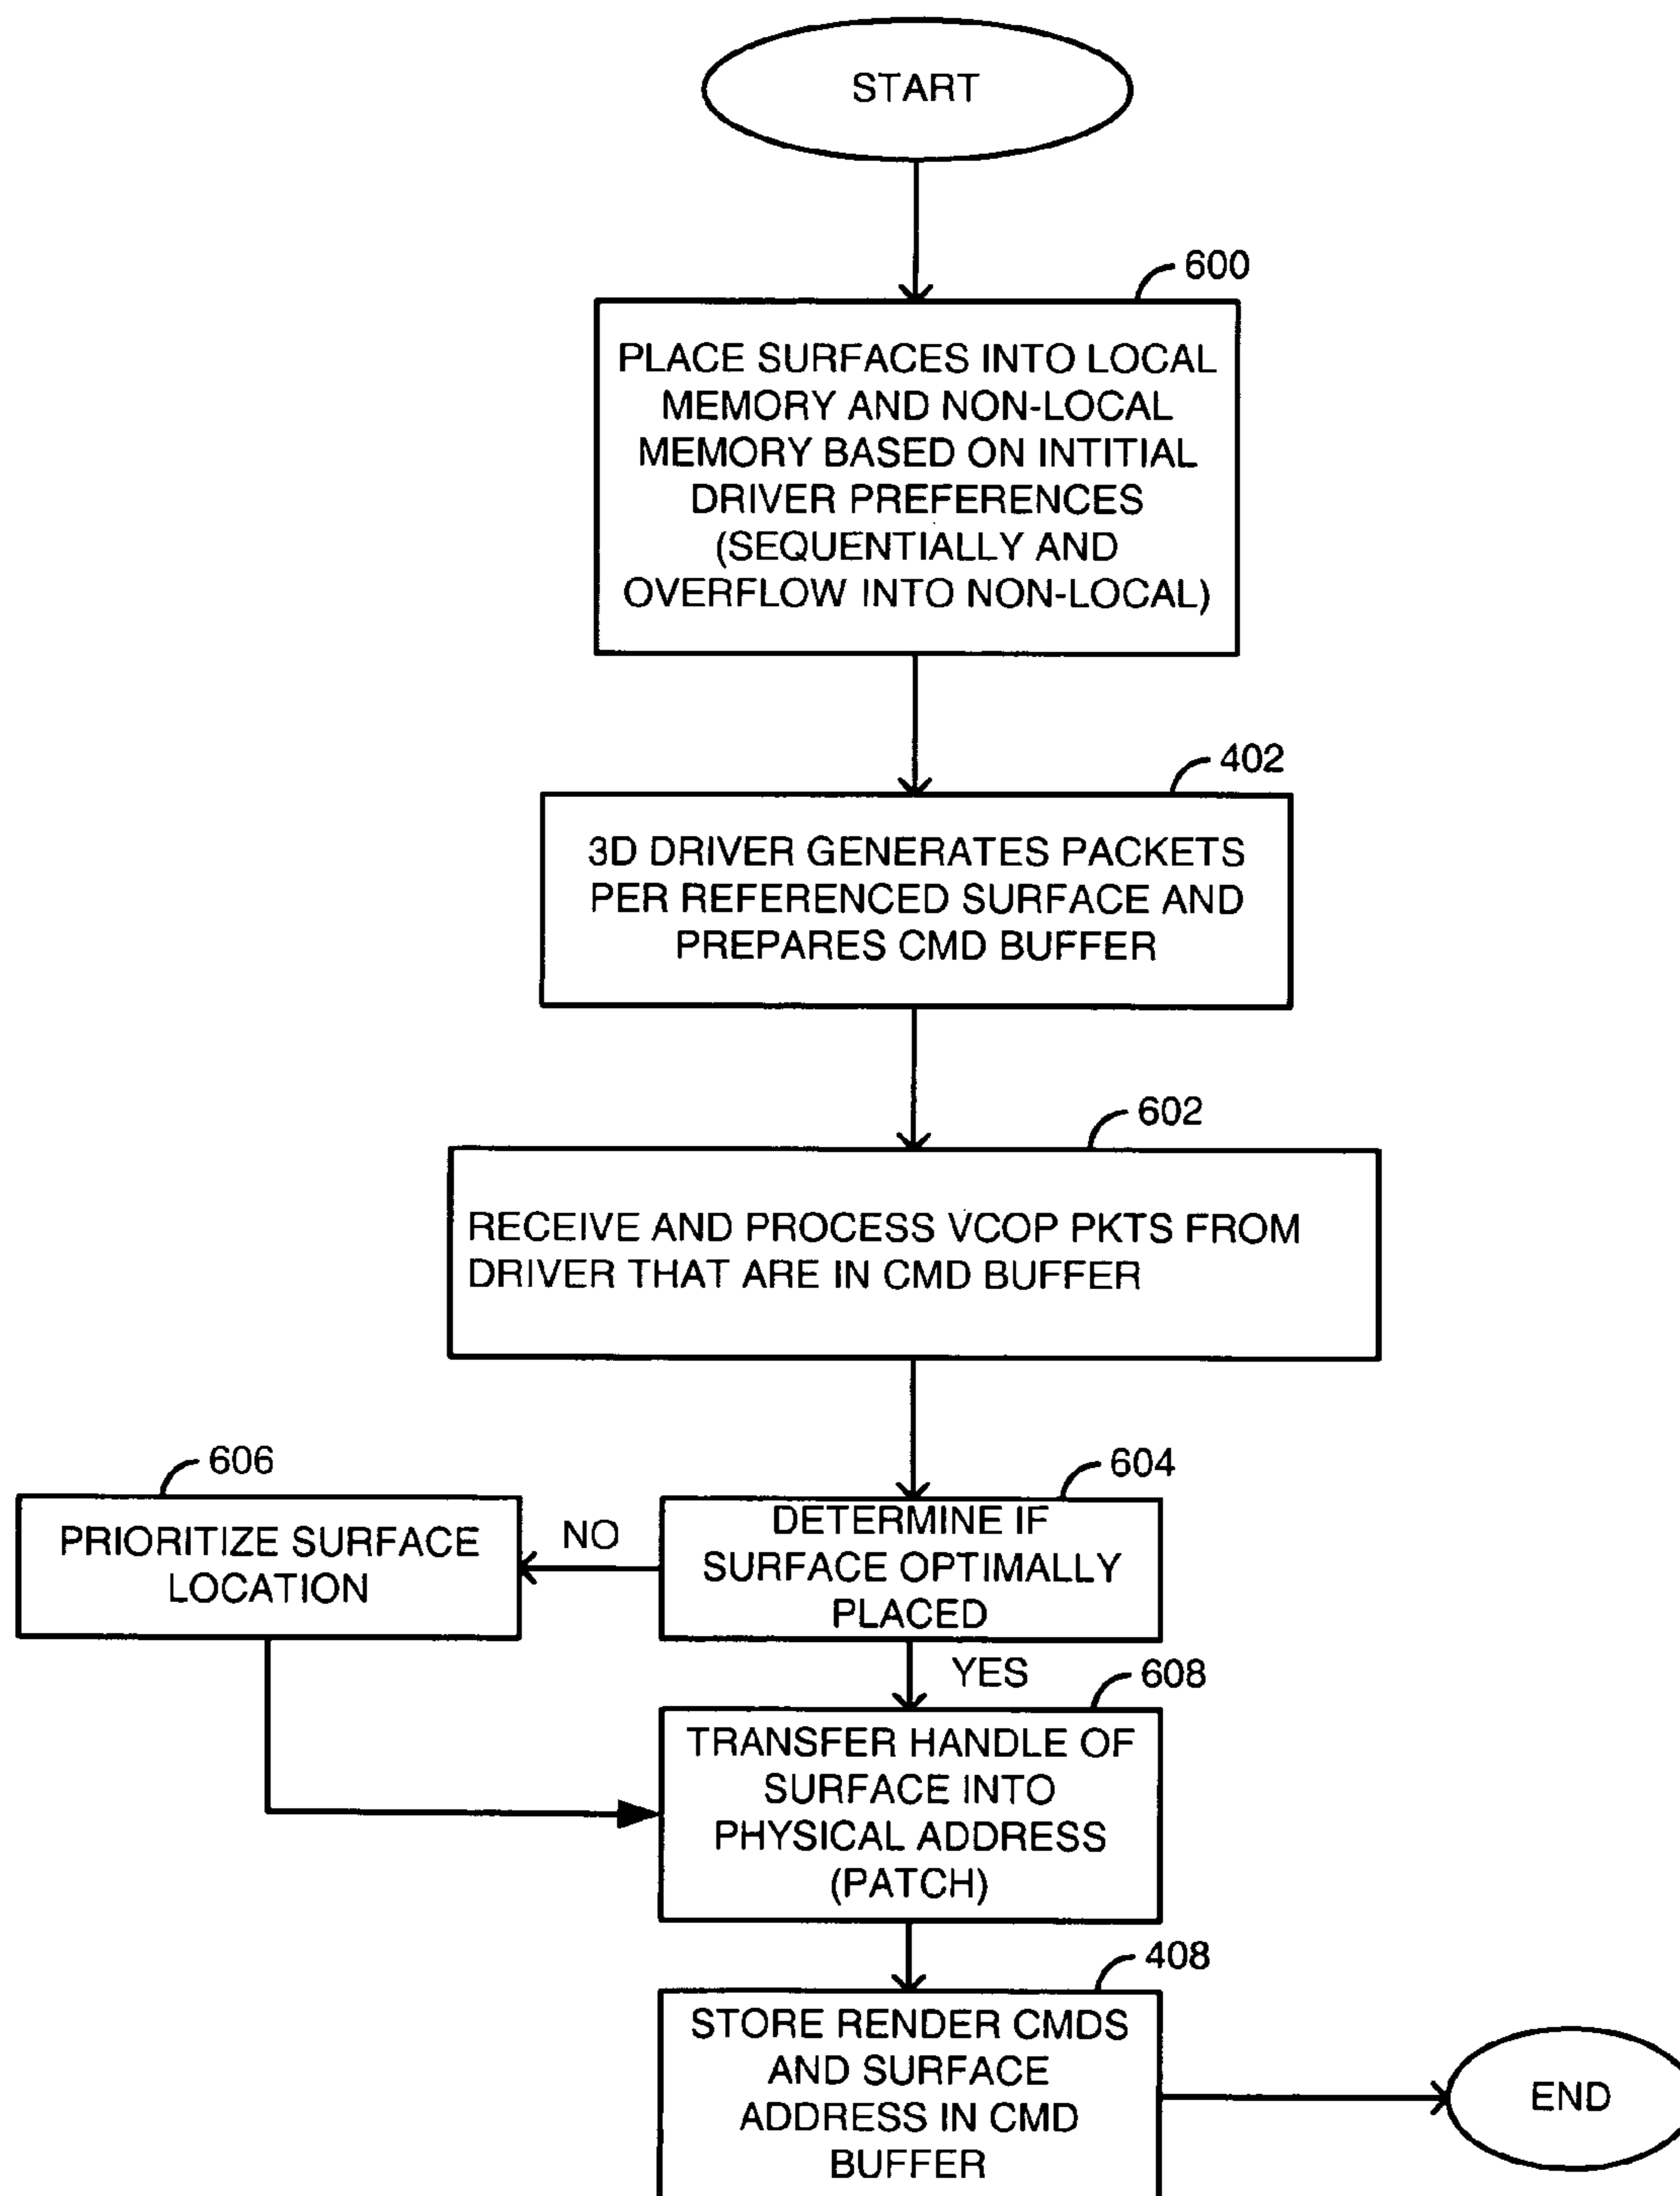 START
600
PLACE SURFACES INTO LOCAL
MEMORY AND NON-LOCAL
MEMORY BASED ON INTITIAL
DRIVER PREFERENCES
(SEQUENTIALLY AND
OVERFLOW INTO NON-LOCAL)
402
3D DRIVER GENERATES PACKETS
PER REFERENCED SURFACE AND
PREPARES CMD BUFFER
602
RECEIVE AND PROCESS VCOP PKTS FROM
DRIVER THAT ARE IN CMD BUFFER
604
DETERMINE IF
SURFACE OPTIMALLY
PLACED
NO
606
PRIORITIZE SURFACE
LOCATION
YES
608
TRANSFER HANDLE OF
SURFACE INTO
PHYSICAL ADDRESS
(PATCH)
408
STORE RENDER CMDS
AND SURFACE
ADDRESS IN CMD
BUFFER
END